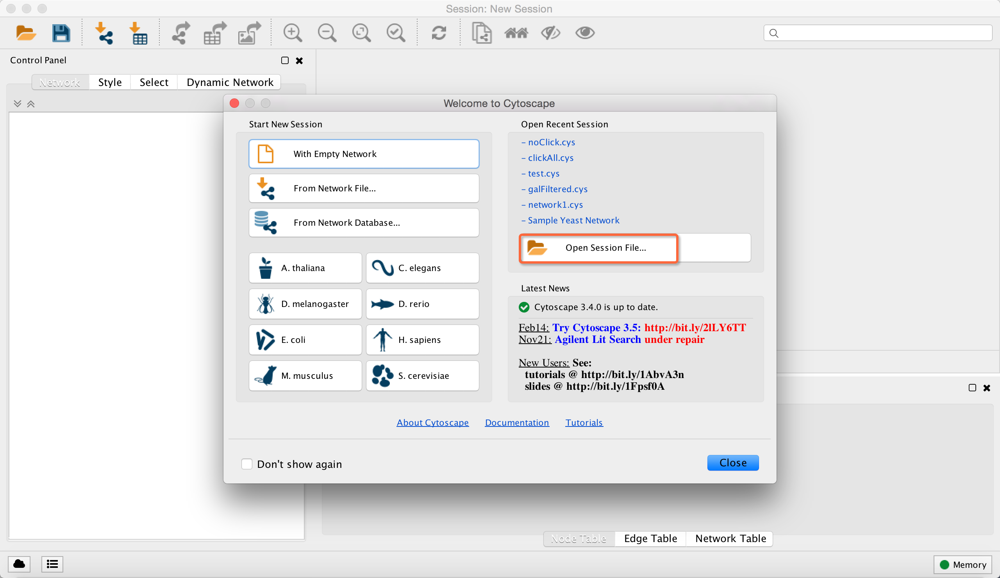 Session: New Session
Control Panel
Network Style Select Dynamic Network
Welcome to Cytoscape
Start New Session
With Empty Network
From Network File...
From Network Database...
A. thaliana C. elegans
D. melanogaster D. rerio
E. coli H. sapiens
M. musculus S. cerevisiae
Open Recent Session
– noClick.cys
– clickAll.cys
– test.cys
– galFiltered.cys
– network1.cys
– Sample Yeast Network
Open Session File...
Latest News
Cytoscape 3.4.0 is up to date.
Feb14: Try Cytoscape 3.5: http://bit.ly/2lLY6TT
Nov21: Agilent Lit Search under repair
New Users: See:
tutorials @ http://bit.ly/1AbvA3n
slides @ http://bit.ly/1Fpsf0A
About Cytoscape Documentation Tutorials
Don't show again
Close
Node Table Edge Table Network Table
Memory